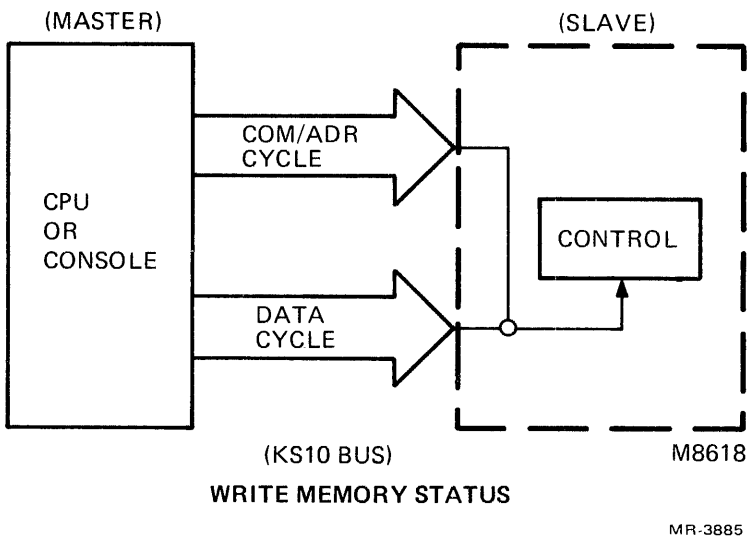 (MASTER)
(SLAVE)
CPU
OR
CONSOLE
COM/ADR
CYCLE
DATA
CYCLE
CONTROL
(KS10 BUS)
M8618
WRITE MEMORY STATUS
MR-3885